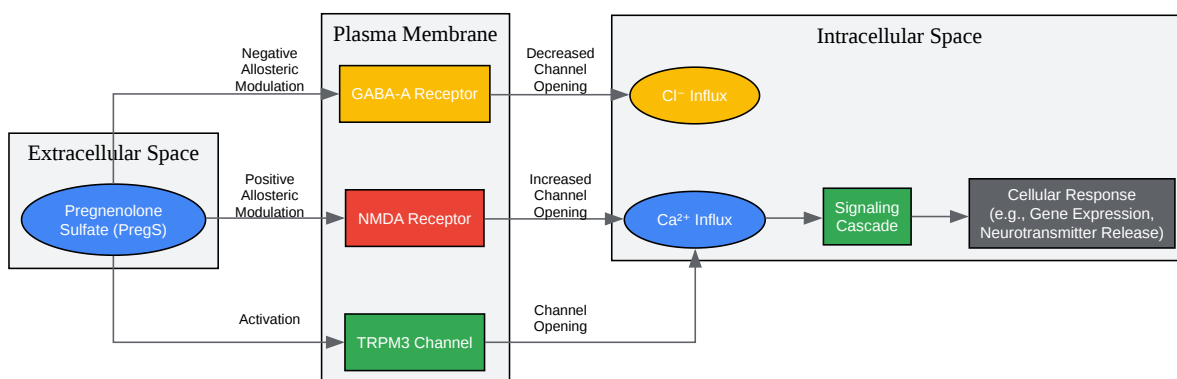 Plasma Membrane
Intracellular Space
Extracellular Space
Negative
Allosteric
Modulation
GABA-A Receptor
Decreased
Channel
Opening
Cl⁻ Influx
Pregnenolone
Sulfate (PregS)
Positive
Allosteric
Modulation
NMDA Receptor
Increased
Channel
Opening
Ca²⁺ Influx
Signaling
Cascade
Cellular Response
(e.g., Gene Expression,
Neurotransmitter Release)
Activation
TRPM3 Channel
Channel
Opening